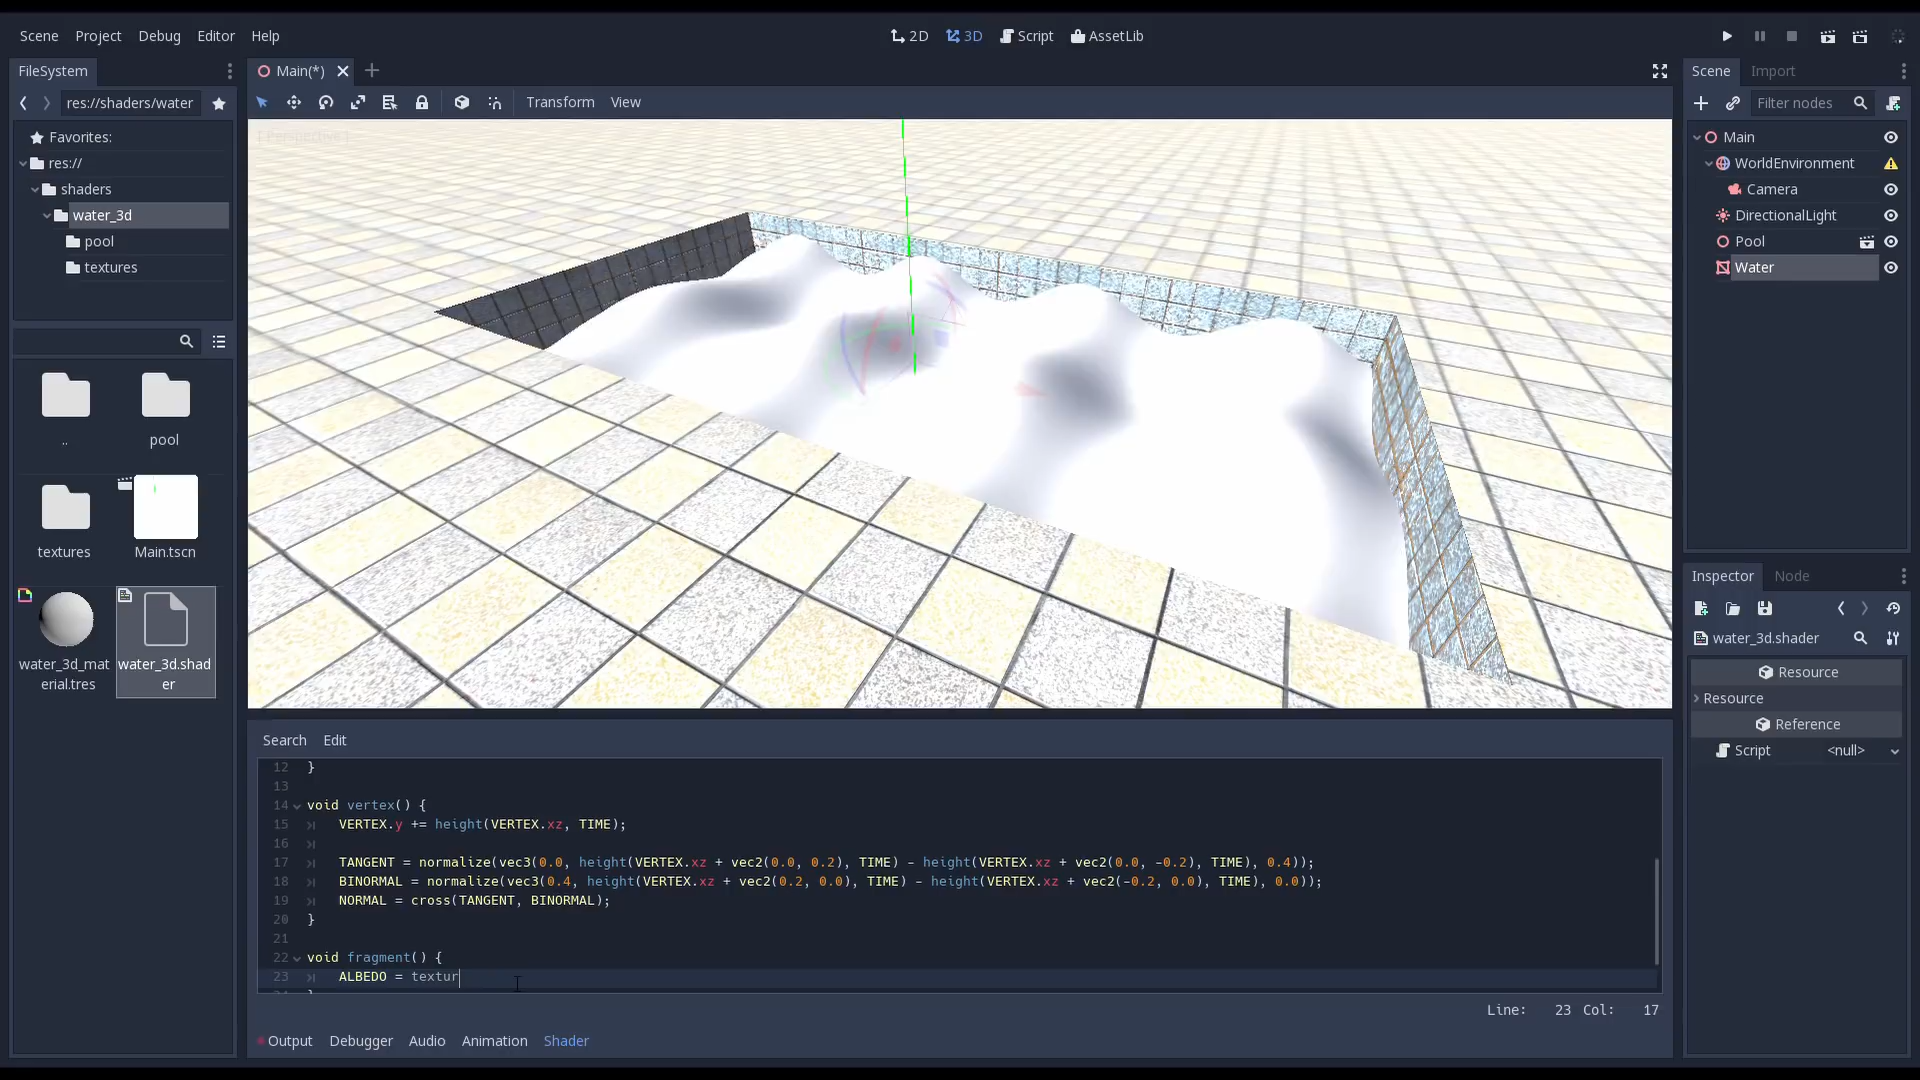 Scene Project Debug Editor Help
2D 3D Script AssetLib
FileSystem
Main(*)
Scene Import
res://shaders/water
Transform View
Filter nodes
[ Perspective ]
Favorites:
res://
shaders
water_3d
pool
textures
Main
WorldEnvironment
Camera
DirectionalLight
Pool
Water
..
pool
textures
Main.tscn
water_3d_mat
erial.tres
water_3d.shad
er
Inspector Node
water_3d.shader
Resource
Resource
Reference
Script <null>
Search Edit
12 }
13
14 void vertex() {
15 VERTEX.y += height(VERTEX.xz, TIME);
16
17 TANGENT = normalize(vec3(0.0, height(VERTEX.xz + vec2(0.0, 0.2), TIME) - height(VERTEX.xz + vec2(0.0, -0.2), TIME), 0.4));
18 BINORMAL = normalize(vec3(0.4, height(VERTEX.xz + vec2(0.2, 0.0), TIME) - height(VERTEX.xz + vec2(-0.2, 0.0), TIME), 0.0));
19 NORMAL = cross(TANGENT, BINORMAL);
20 }
21
22 void fragment() {
23 ALBEDO = textur
Line: 23 Col: 17
Output Debugger Audio Animation Shader